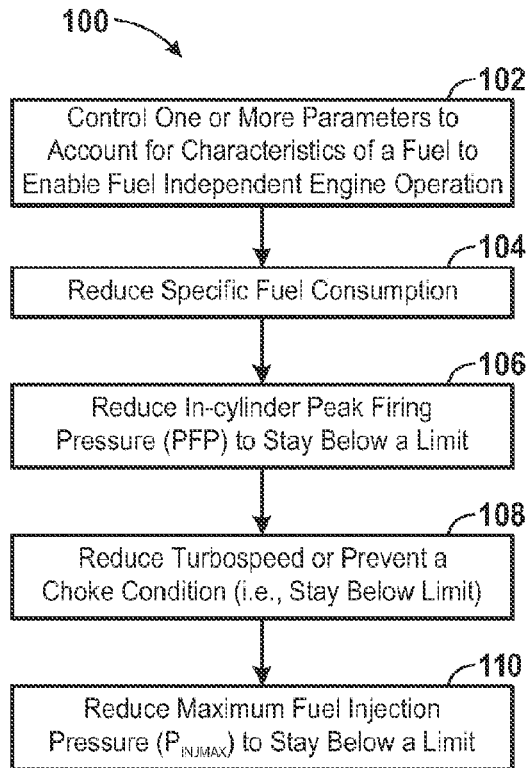 100
102
Control One or More Parameters to
Account for Characteristics of a Fuel to
Enable Fuel Independent Engine Operation
104
Reduce Specific Fuel Consumption
106
Reduce In-cylinder Peak Firing
Pressure (PFP) to Stay Below a Limit
108
Reduce Turbospeed or Prevent a
Choke Condition (i.e., Stay Below Limit)
110
Reduce Maximum Fuel Injection
Pressure (PINJMAX) to Stay Below a Limit